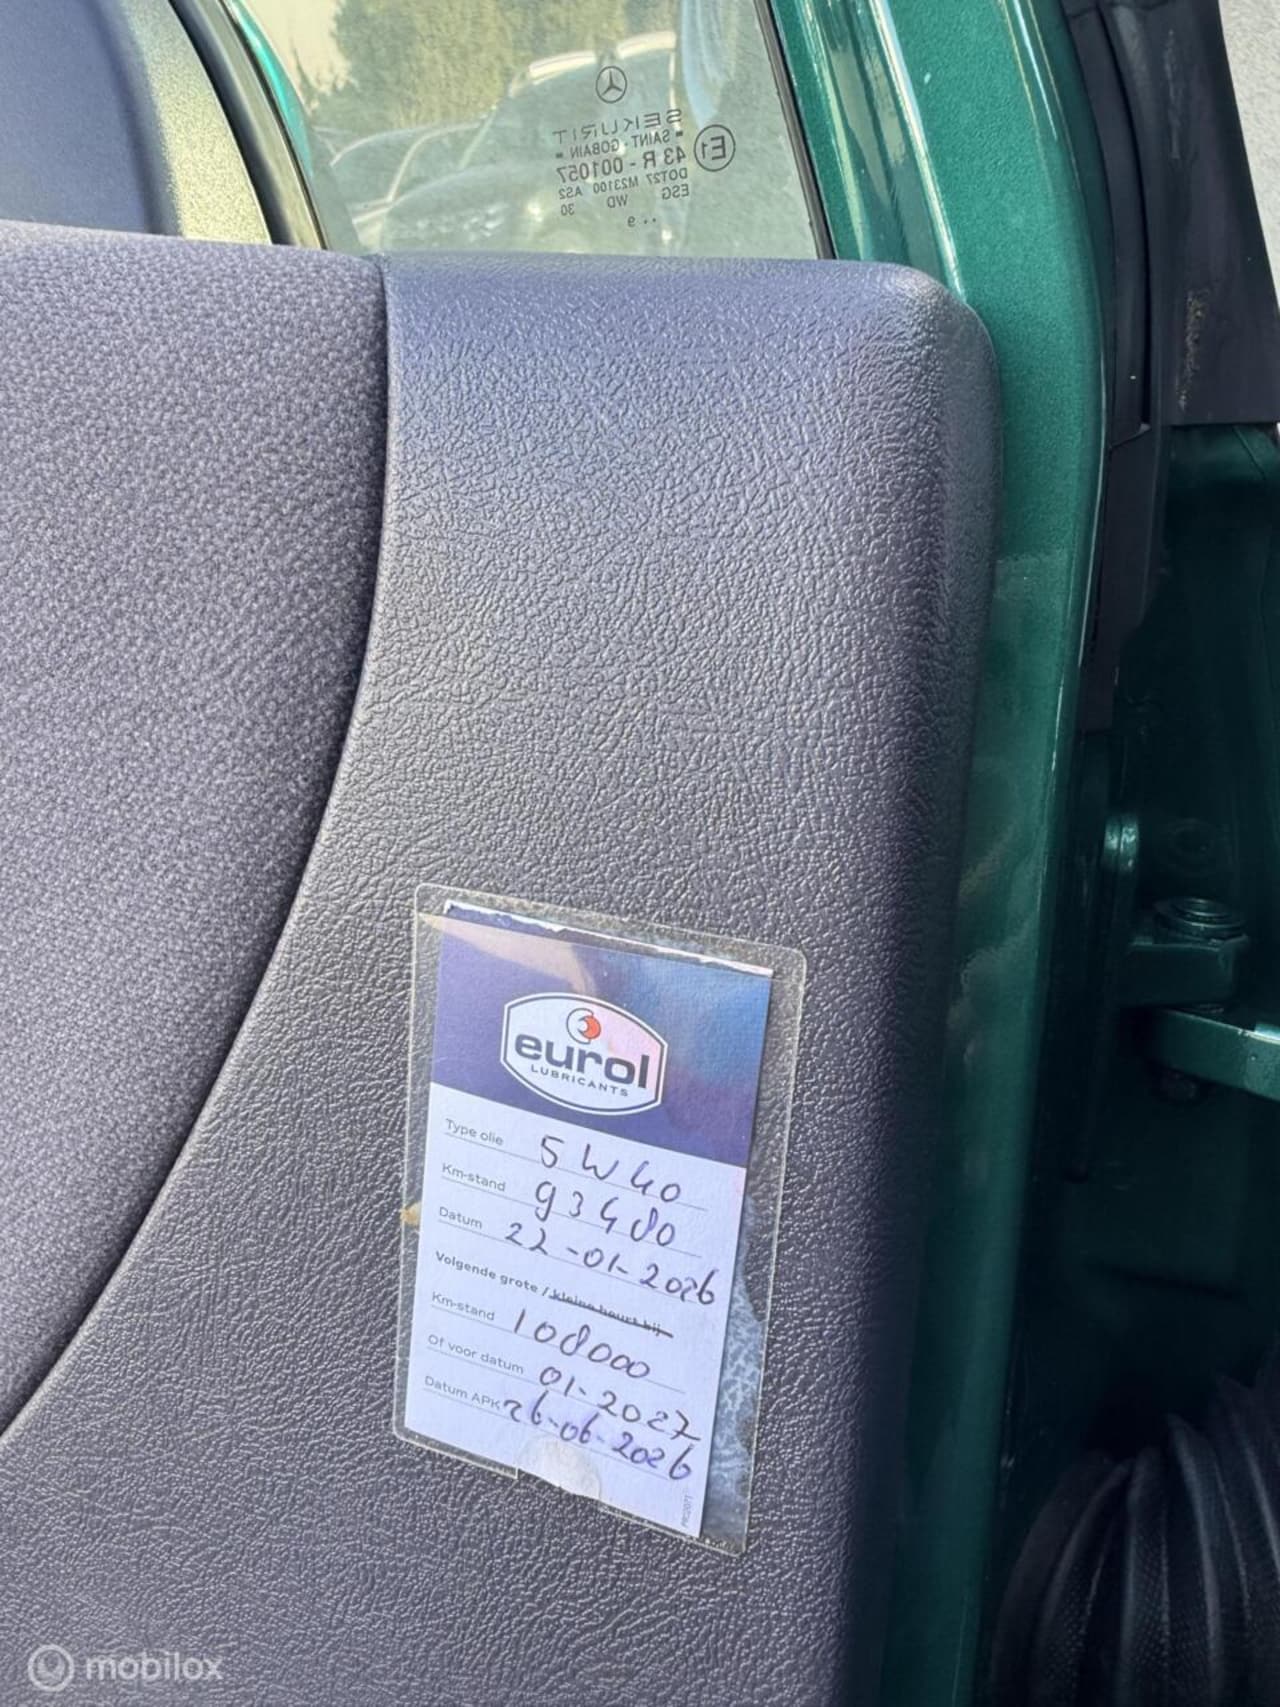 SEKURIT
SAINT-GOBAIN
E1
43 R - 001057
DOT27 M23100 AS2
ESG WD 30
..9
eurol
LUBRICANTS
Type olie 5W40
Km-stand 93480
Datum 22-01-2026
Volgende grote / kleine beurt bij
Km-stand 108000
Of voor datum 01-2027
Datum APK 26-06-2026
mobilox